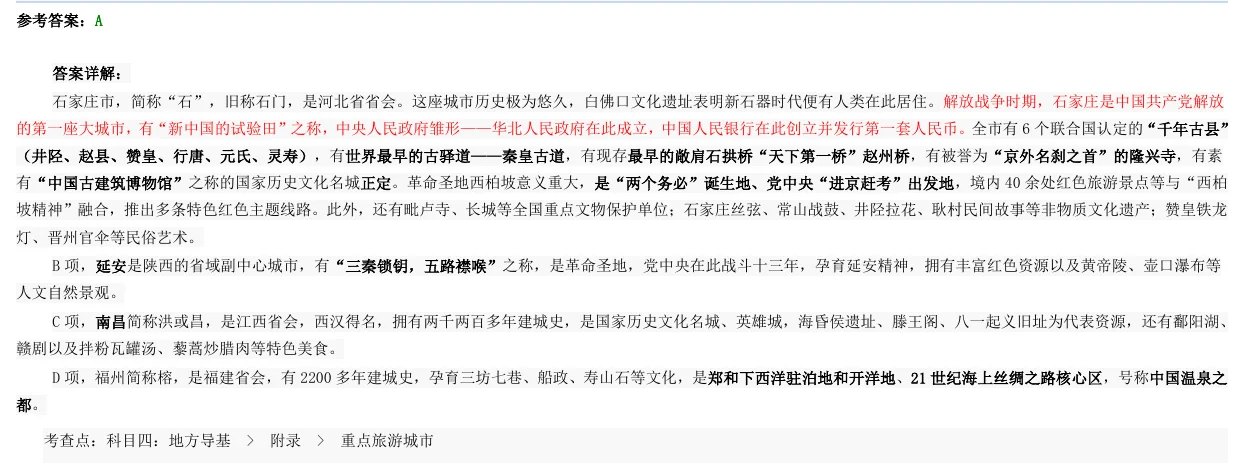 参考答案：A
答案详解：
石家庄市，简称“石”，旧称石门，是河北省省会。这座城市历史极为悠久，白佛口文化遗址表明新石器时代便有人类在此居住。解放战争时期，石家庄是中国共产党解放
的第一座大城市，有“新中国的试验田”之称，中央人民政府雏形——华北人民政府在此成立，中国人民银行在此创立并发行第一套人民币。全市有 6 个联合国认定的“千年古县”
（井陉、赵县、赞皇、行唐、元氏、灵寿），有世界最早的古驿道——秦皇古道，有现存最早的敞肩石拱桥“天下第一桥”赵州桥，有被誉为“京外名刹之首”的隆兴寺，有素
有“中国古建筑博物馆”之称的国家历史文化名城正定。革命圣地西柏坡意义重大，是“两个务必”诞生地、党中央“进京赶考”出发地，境内 40 余处红色旅游景点等与“西柏
坡精神”融合，推出多条特色红色主题线路。此外，还有毗卢寺、长城等全国重点文物保护单位；石家庄丝弦、常山战鼓、井陉拉花、耿村民间故事等非物质文化遗产；赞皇铁龙
灯、晋州官伞等民俗艺术。
B 项，延安是陕西的省域副中心城市，有“三秦锁钥，五路襟喉”之称，是革命圣地，党中央在此战斗十三年，孕育延安精神，拥有丰富红色资源以及黄帝陵、壶口瀑布等
人文自然景观。
C 项，南昌简称洪或昌，是江西省会，西汉得名，拥有两千两百多年建城史，是国家历史文化名城、英雄城，海昏侯遗址、滕王阁、八一起义旧址为代表资源，还有鄱阳湖、
赣剧以及拌粉瓦罐汤、藜蒿炒腊肉等特色美食。
D 项，福州简称榕，是福建省会，有 2200 多年建城史，孕育三坊七巷、船政、寿山石等文化，是郑和下西洋驻泊地和开洋地、21 世纪海上丝绸之路核心区，号称中国温泉之
都。
考查点：科目四：地方导基 > 附录 > 重点旅游城市